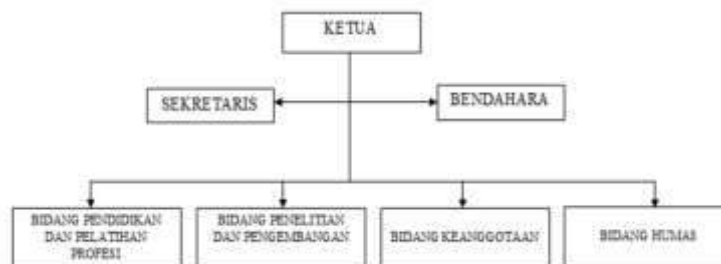 KETUA
SEKRETARIS
BENDAHARA
BIDANG PENDIDIKAN
DAN PELATIHAN
PROFESI
BIDANG PENELITIAN
DAN PENGEMBANGAN
BIDANG KEANGGOTAAN
BIDANG HUMAS